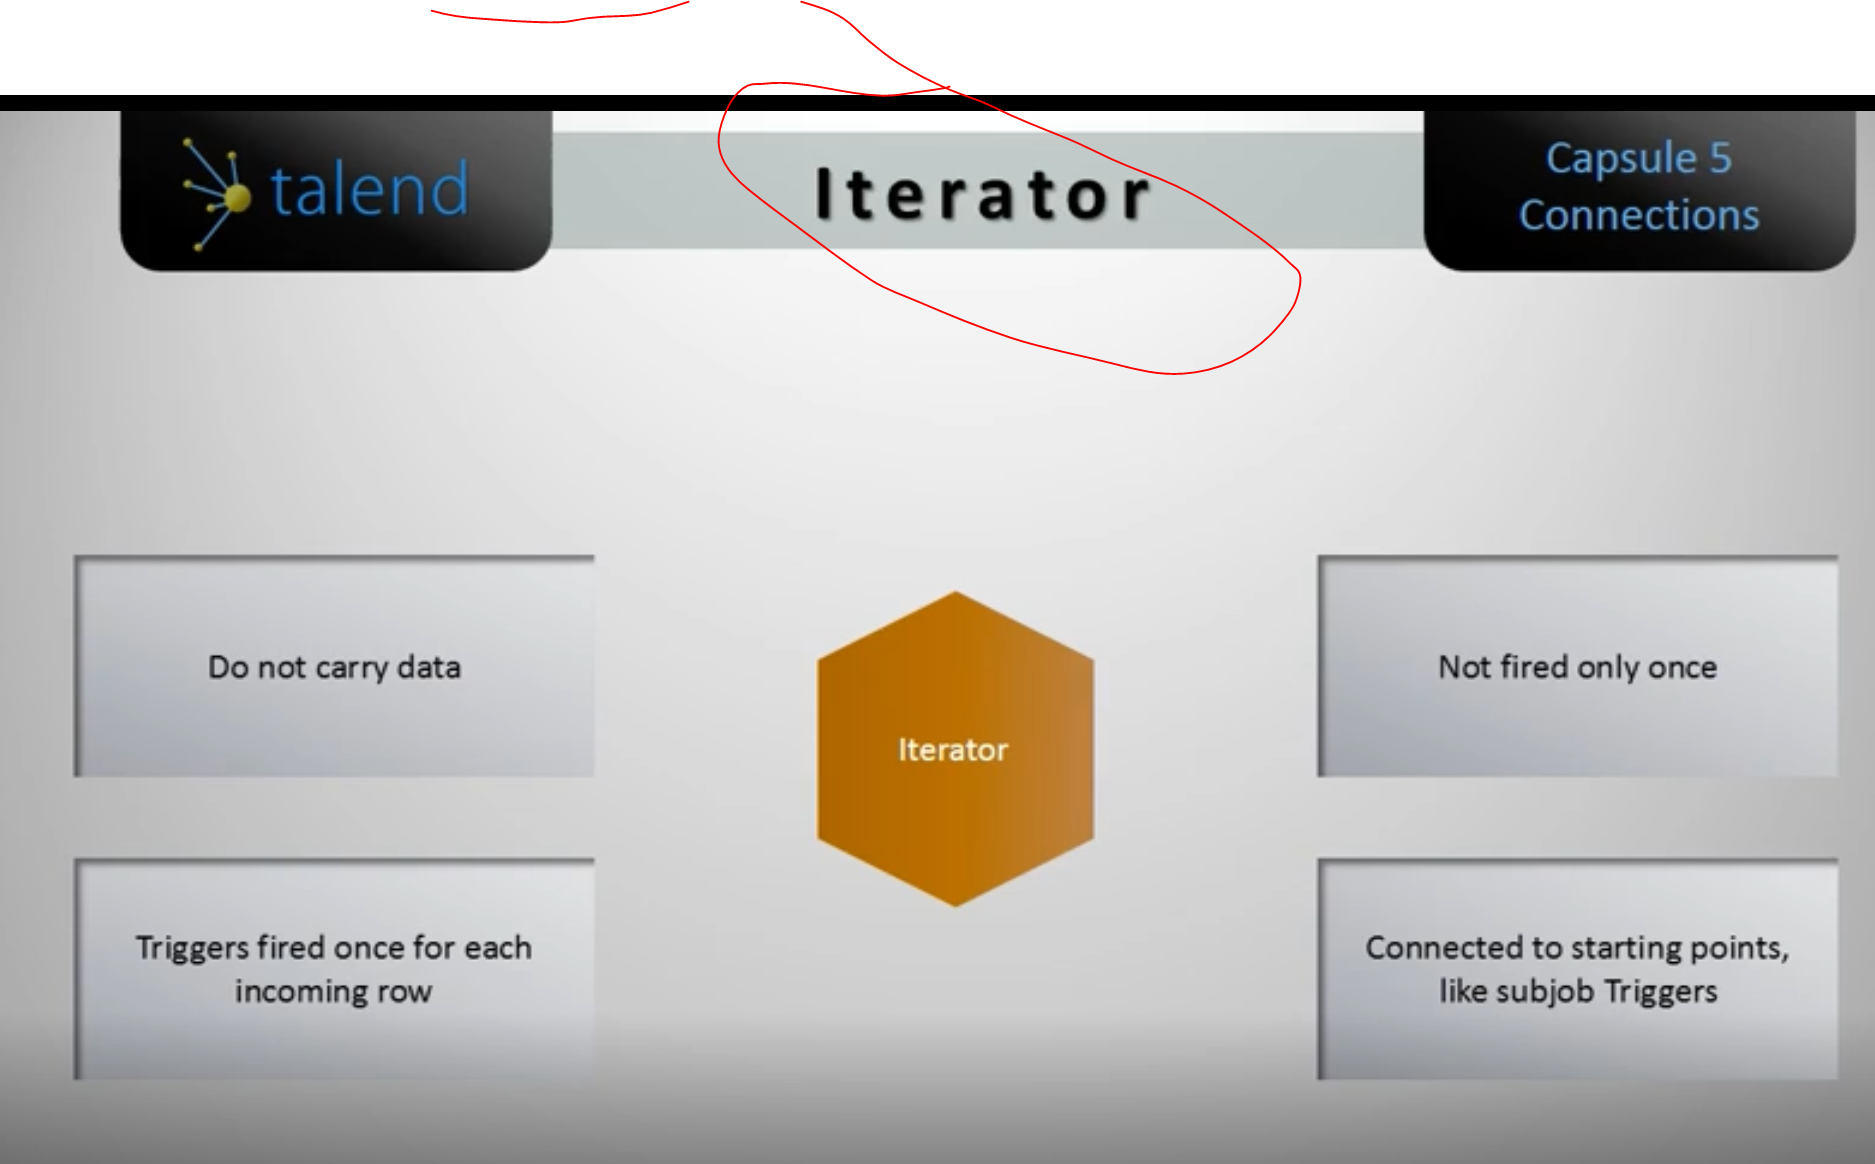 talend
Iterator
Capsule 5
Connections
Do not carry data
Not fired only once
Iterator
Triggers fired once for each
incoming row
Connected to starting points,
like subjob Triggers